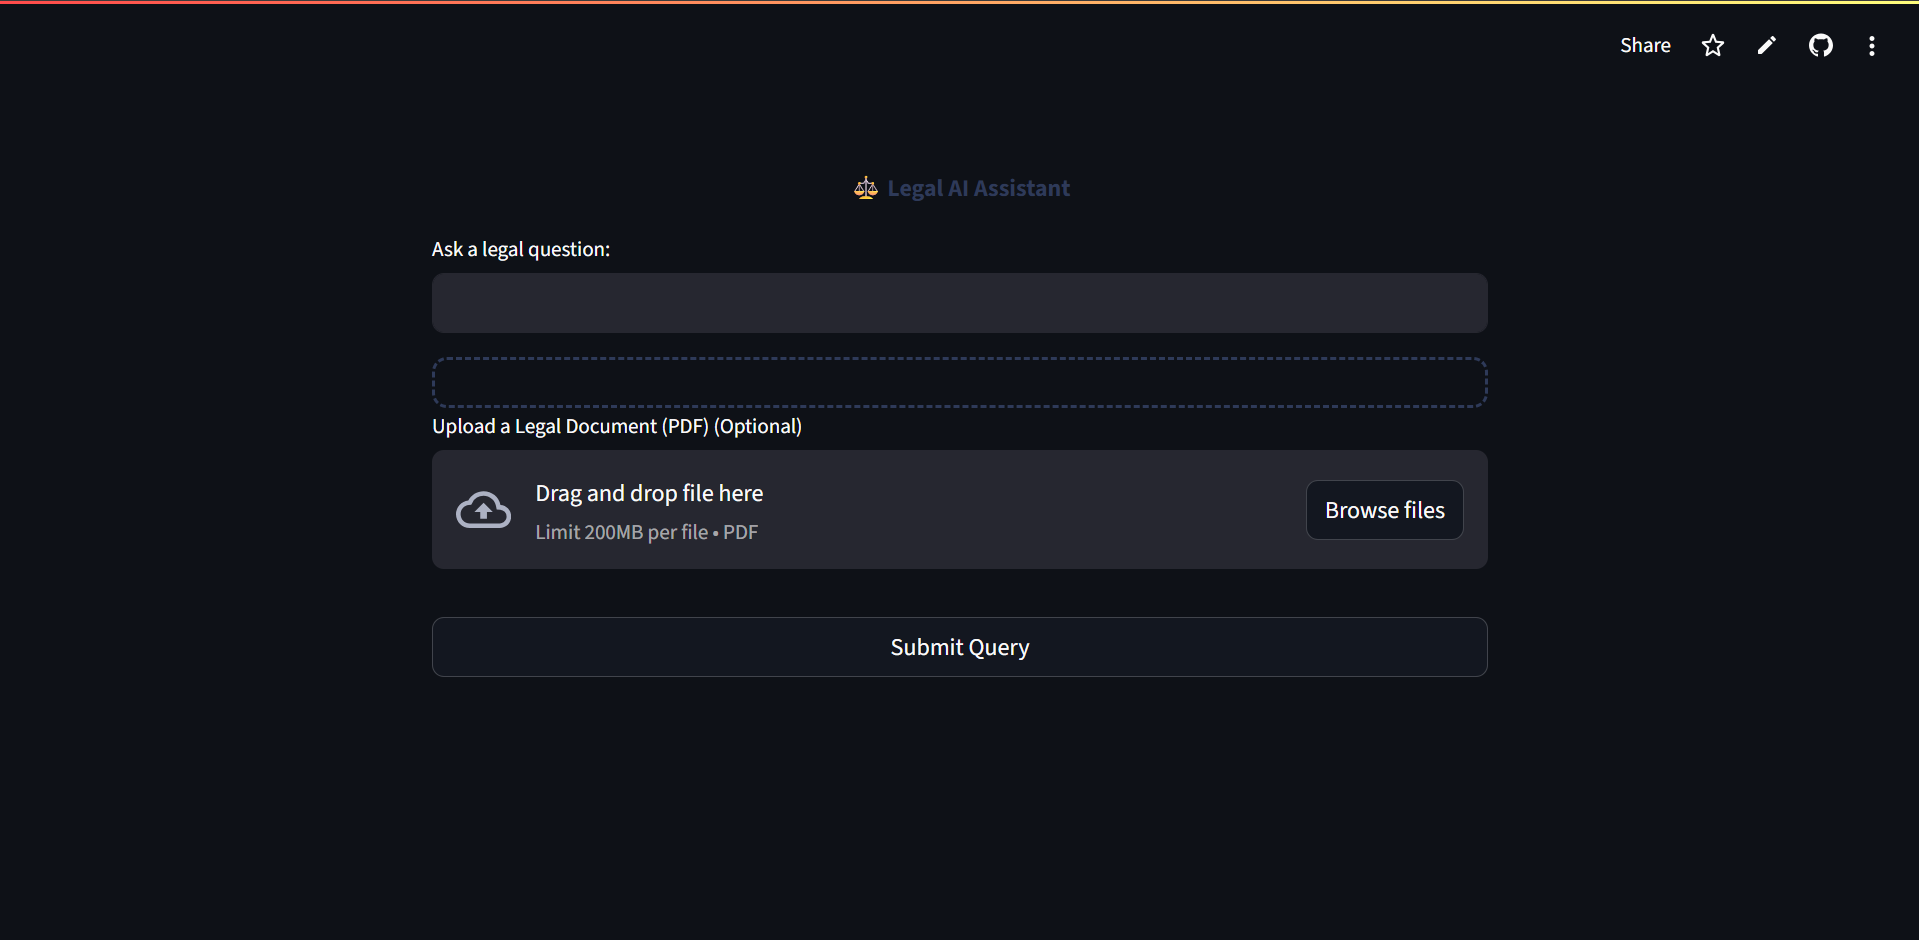 Share
⚖️ Legal AI Assistant
Ask a legal question:
Upload a Legal Document (PDF) (Optional)
Drag and drop file here
Limit 200MB per file • PDF
Browse files
Submit Query